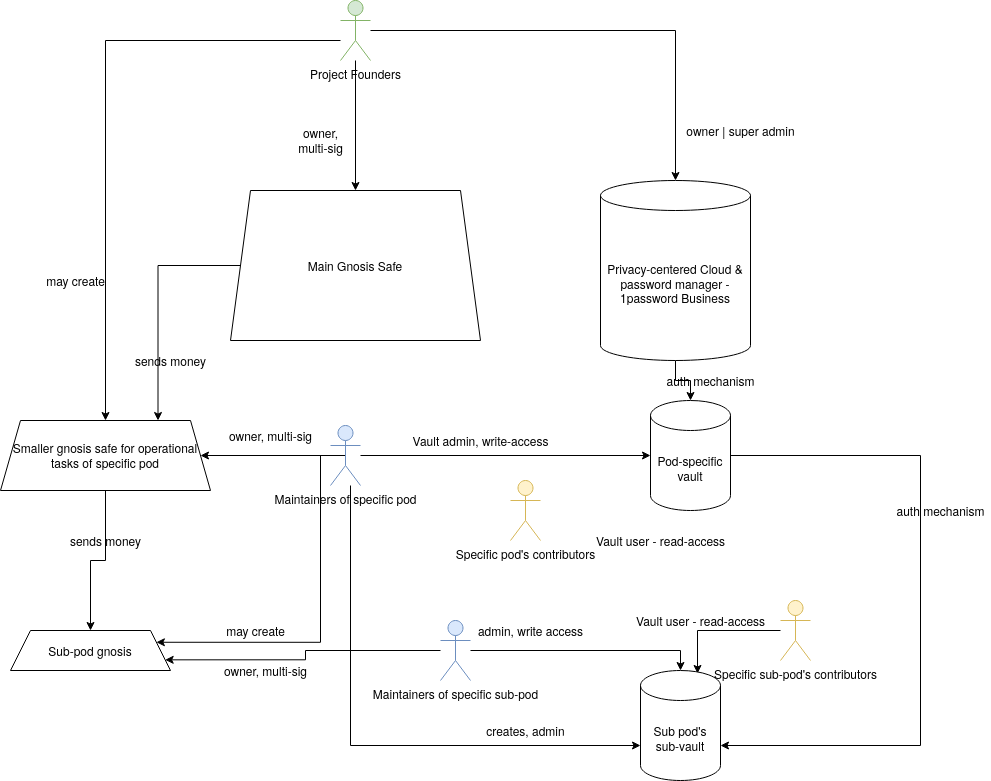 Project Founders
owner,
multi-sig
owner | super admin
Main Gnosis Safe
Privacy-centered Cloud &
password manager -
1password Business
may create
sends money
auth mechanism
Smaller gnosis safe for operational
tasks of specific pod
owner, multi-sig
Vault admin, write-access
Pod-specific
vault
Maintainers of specific pod
auth mechanism
sends money
Specific pod's contributors
Vault user - read-access
Sub-pod gnosis
may create
owner, multi-sig
admin, write access
Vault user - read-access
Maintainers of specific sub-pod
Specific sub-pod's contributors
creates, admin
Sub pod's
sub-vault